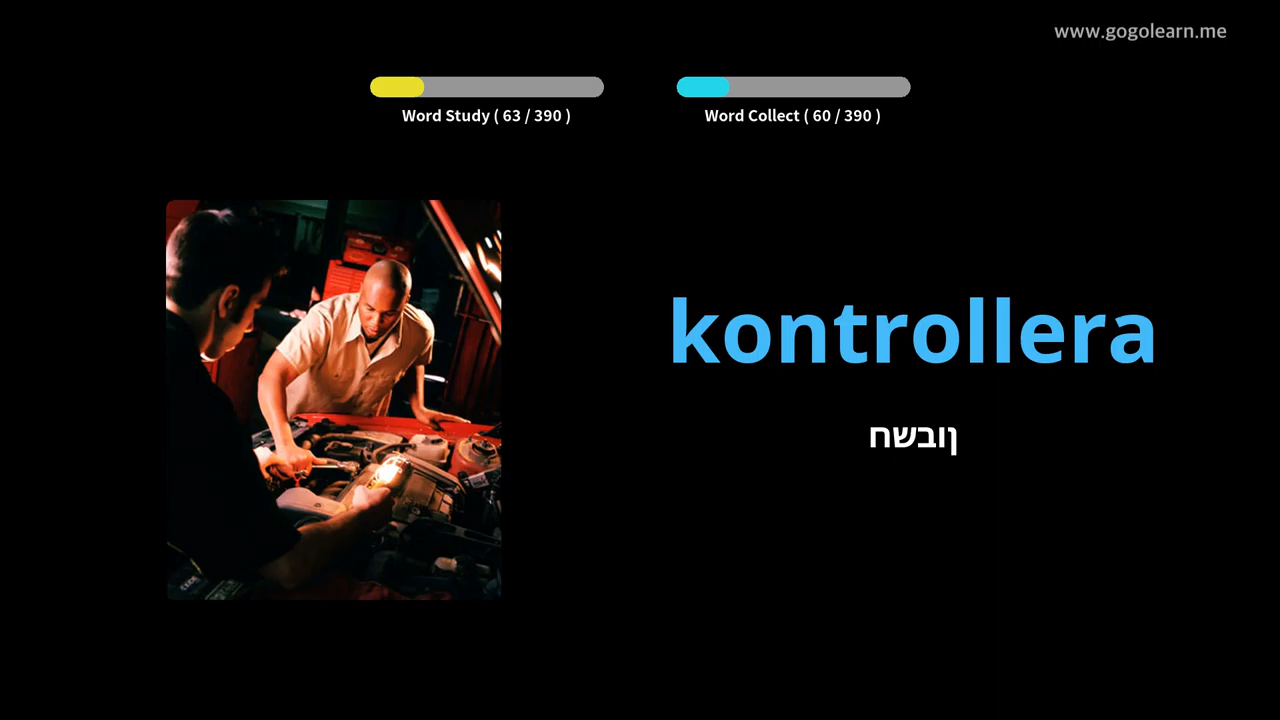 www.gogolearn.me
Word Study ( 63 / 390 )
Word Collect ( 60 / 390 )
kontrollera
ןובשח